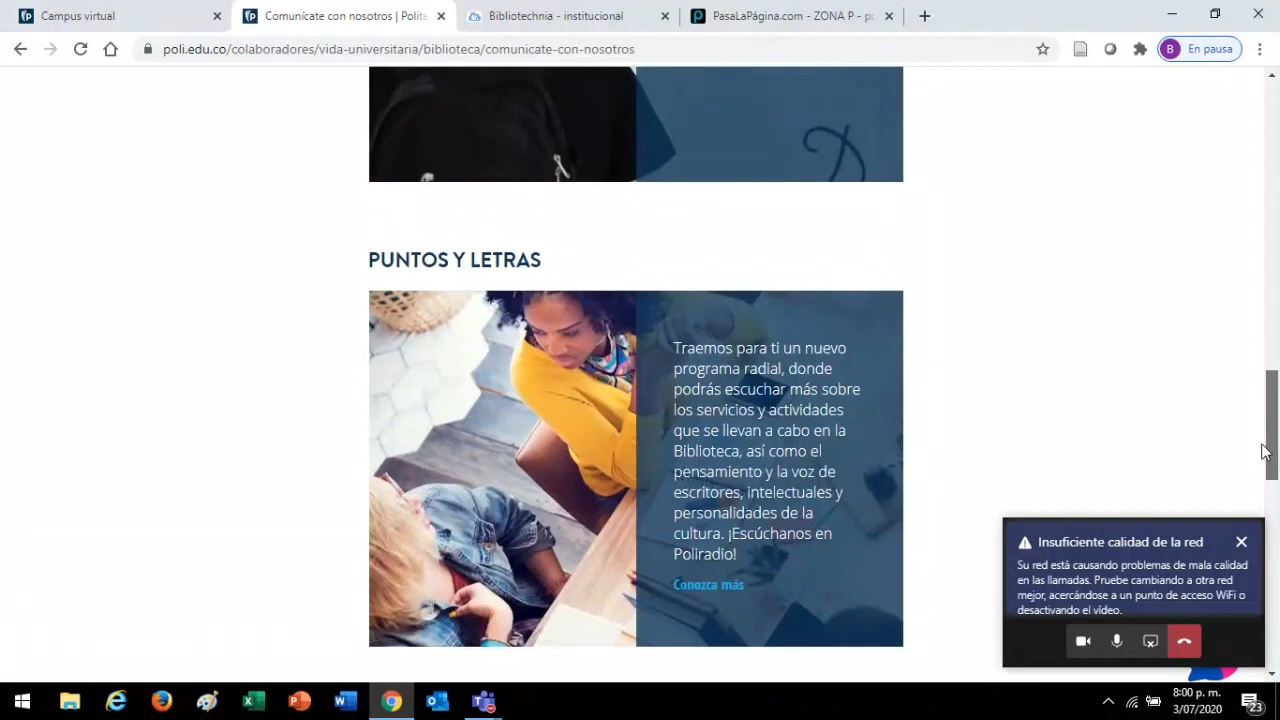 Campus virtual
Comunícate con nosotros | Polite
Bibliotechnia - institucional
PasaLaPágina.com - ZONA P - po
poli.edu.co/colaboradores/vida-universitaria/biblioteca/comunicate-con-nosotros
B En pausa
PUNTOS Y LETRAS
Traemos para ti un nuevo
programa radial, donde
podrás escuchar más sobre
los servicios y actividades
que se llevan a cabo en la
Biblioteca, así como el
pensamiento y la voz de
escritores, intelectuales y
personalidades de la
cultura. ¡Escúchanos en
Poliradio!
Conozca más
Insuficiente calidad de la red
Su red está causando problemas de mala calidad
en las llamadas. Pruebe cambiando a otra red
mejor, acercándose a un punto de acceso WiFi o
desactivando el vídeo.
8:00 p. m.
3/07/2020
23